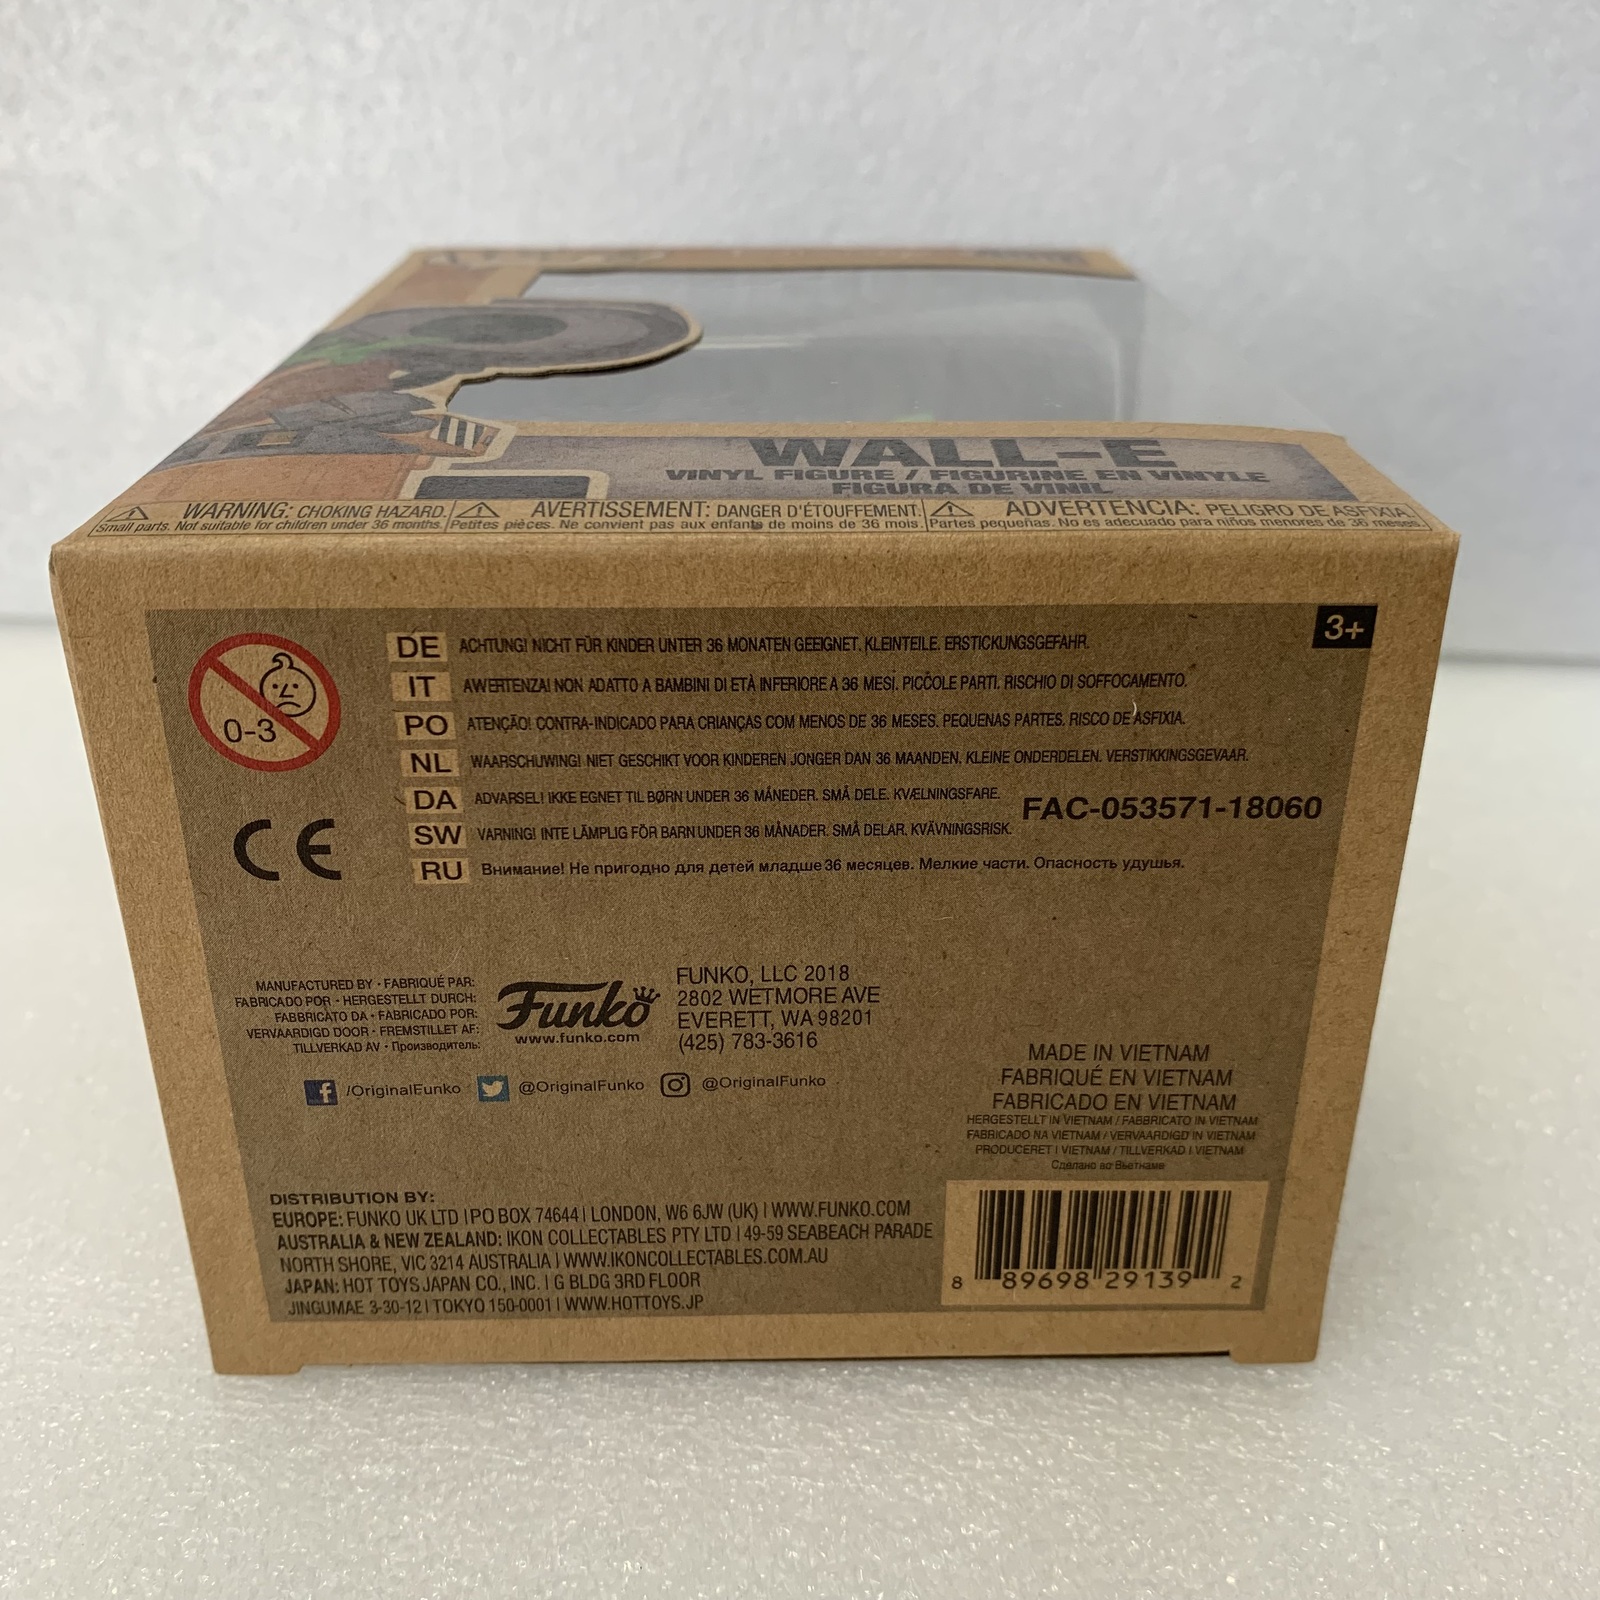 WALL-E
VINYL FIGURE / FIGURINE EN VINYLE
FIGURA DE VINIL
WARNING: CHOKING HAZARD.
Small parts. Not suitable for children under 36 months.
AVERTISSEMENT: DANGER D'ÉTOUFFEMENT.
Petites pièces. Ne convient pas aux enfants de moins de 36 mois.
ADVERTENCIA: PELIGRO DE ASFIXIA.
Partes pequeñas. No es adecuado para niños menores de 36 meses.
3+
0-3
DE ACHTUNG! NICHT FÜR KINDER UNTER 36 MONATEN GEEIGNET. KLEINTEILE. ERSTICKUNGSGEFAHR.
IT AWERTENZA! NON ADATTO A BAMBINI DI ETÀ INFERIORE A 36 MESI. PICCOLE PARTI. RISCHIO DI SOFFOCAMENTO.
PO ATENÇÃO! CONTRA-INDICADO PARA CRIANÇAS COM MENOS DE 36 MESES. PEQUENAS PARTES. RISCO DE ASFIXIA.
NL WAARSCHUWING! NIET GESCHIKT VOOR KINDEREN JONGER DAN 36 MAANDEN. KLEINE ONDERDELEN. VERSTIKKINGSGEVAAR.
DA ADVARSEL! IKKE EGNET TIL BØRN UNDER 36 MÅNEDER. SMÅ DELE. KVÆLNINGSFARE.
SW VARNING! INTE LÄMPLIG FÖR BARN UNDER 36 MÅNADER. SMÅ DELAR. KVÄVNINGSRISK.
RU Внимание! Не пригодно для детей младше 36 месяцев. Мелкие части. Опасность удушья.
FAC-053571-18060
CE
MANUFACTURED BY • FABRIQUÉ PAR:
FABRICADO POR • HERGESTELLT DURCH:
FABBRICATO DA • FABRICADO POR:
VERVAARDIGD DOOR • FREMSTILLET AF:
TILLVERKAD AV • Производитель:
Funko
www.funko.com
FUNKO, LLC 2018
2802 WETMORE AVE
EVERETT, WA 98201
(425) 783-3616
/OriginalFunko @OriginalFunko @OriginalFunko
MADE IN VIETNAM
FABRIQUÉ EN VIETNAM
FABRICADO EN VIETNAM
HERGESTELLT IN VIETNAM / FABBRICATO IN VIETNAM
FABRICADO NA VIETNAM / VERVAARDIGD IN VIETNAM
PRODUCERET I VIETNAM / TILLVERKAD I VIETNAM
Сделано во Вьетнаме
DISTRIBUTION BY:
EUROPE: FUNKO UK LTD | PO BOX 74644 | LONDON, W6 6JW (UK) | WWW.FUNKO.COM
AUSTRALIA & NEW ZEALAND: IKON COLLECTABLES PTY LTD | 49-59 SEABEACH PARADE
NORTH SHORE, VIC 3214 AUSTRALIA | WWW.IKONCOLLECTABLES.COM.AU
JAPAN: HOT TOYS JAPAN CO., INC. | G BLDG 3RD FLOOR
JINGUMAE 3-30-12 | TOKYO 150-0001 | WWW.HOTTOYS.JP
8 89698 29139 2